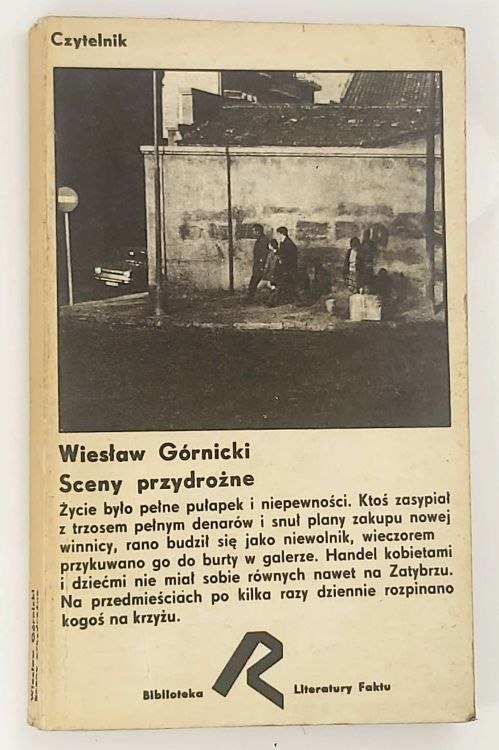 Czytelnik
Wiesław Górnicki
Sceny przydrożne
Życie było pełne pułapek i niepewności. Ktoś zasypiał
z trzosem pełnym denarów i snuł plany zakupu nowej
winnicy, rano budził się jako niewolnik, wieczorem
przykuwano go do burty w galerze. Handel kobietami
i dziećmi nie miał sobie równych nawet na Zatybrzu.
Na przedmieściach po kilka razy dziennie rozpinano
kogoś na krzyżu.
R
Biblioteka Literatury Faktu
Wiesław Górnicki
Sceny przydrożne